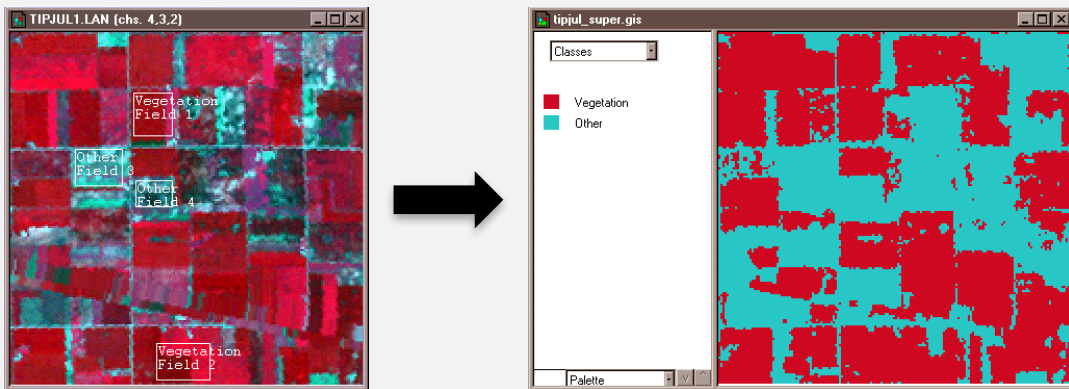 TIPJUL1.LAN (chs. 4,3,2)
Vegetation
Field 1
Other
Field 3
Other
Field 4
Vegetation
Field 2
tipjul_super.gis
Classes
Vegetation
Other
Palette